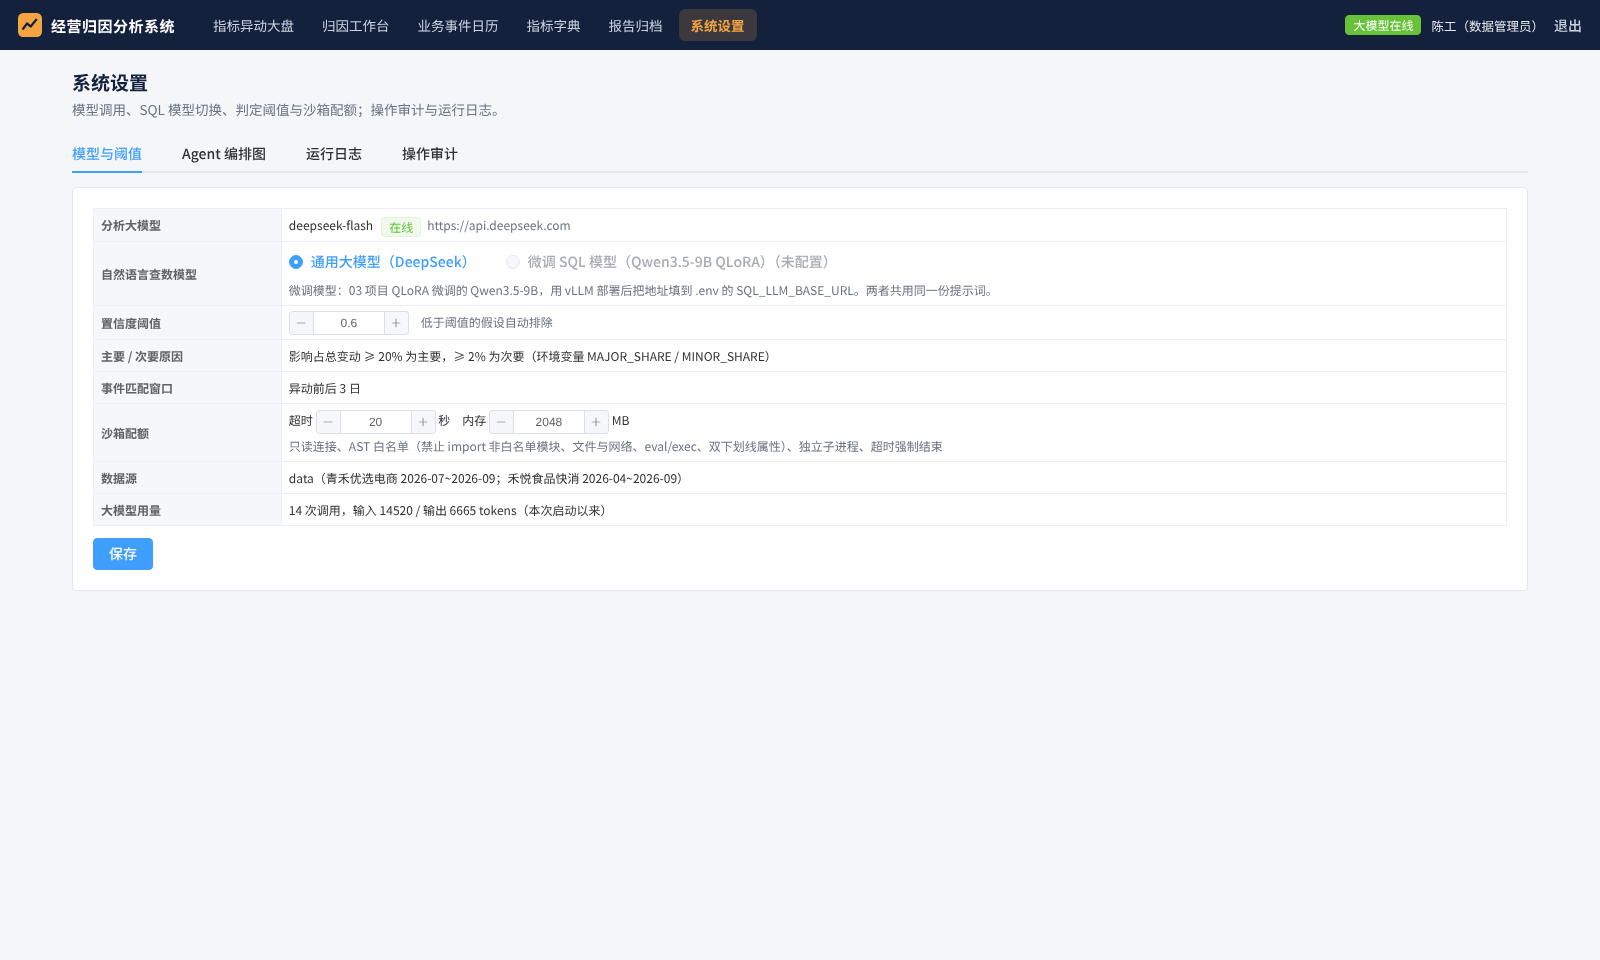 经营归因分析系统 指标异动大盘 归因工作台 业务事件日历 指标字典 报告归档 系统设置 大模型在线 陈工（数据管理员） 退出
系统设置
模型调用、SQL 模型切换、判定阈值与沙箱配额；操作审计与运行日志。
模型与阈值 Agent 编排图 运行日志 操作审计
分析大模型 deepseek-flash 在线 https://api.deepseek.com
自然语言查数模型 通用大模型（DeepSeek） 微调 SQL 模型（Qwen3.5-9B QLoRA）（未配置）
微调模型：03 项目 QLoRA 微调的 Qwen3.5-9B，用 vLLM 部署后把地址填到 .env 的 SQL_LLM_BASE_URL。两者共用同一份提示词。
置信度阈值 − 0.6 + 低于阈值的假设自动排除
主要 / 次要原因 影响占总变动 ≥ 20% 为主要，≥ 2% 为次要（环境变量 MAJOR_SHARE / MINOR_SHARE）
事件匹配窗口 异动前后 3 日
沙箱配额 超时 − 20 + 秒 内存 − 2048 + MB
只读连接、AST 白名单（禁止 import 非白名单模块、文件与网络、eval/exec、双下划线属性）、独立子进程、超时强制结束
数据源 data（青禾优选电商 2026-07~2026-09；禾悦食品快消 2026-04~2026-09）
大模型用量 14 次调用，输入 14520 / 输出 6665 tokens（本次启动以来）
保存